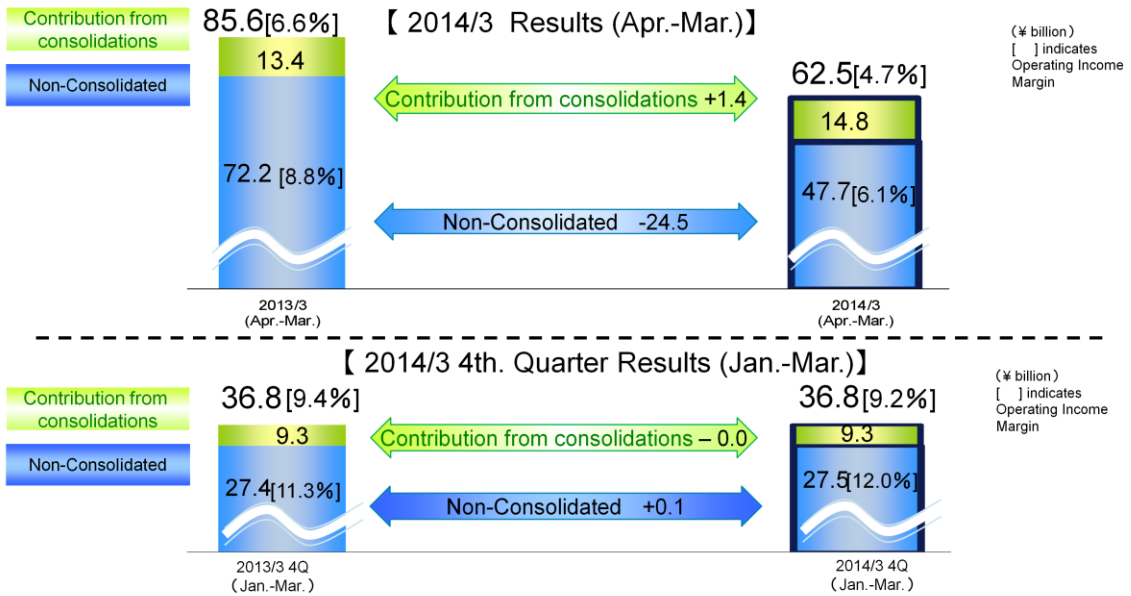 Contribution from
consolidations
Non-Consolidated
85.6[6.6%]
【 2014/3 Results (Apr.-Mar.)】
(¥ billion)
[ ] indicates
Operating Income
Margin
13.4
72.2 [8.8%]
Contribution from consolidations +1.4
Non-Consolidated -24.5
62.5[4.7%]
14.8
47.7[6.1%]
2013/3
(Apr.-Mar.)
2014/3
(Apr.-Mar.)
【 2014/3 4th. Quarter Results (Jan.-Mar.)】
(¥ billion)
[ ] indicates
Operating Income
Margin
Contribution from
consolidations
Non-Consolidated
36.8[9.4%]
9.3
27.4[11.3%]
Contribution from consolidations – 0.0
Non-Consolidated +0.1
36.8[9.2%]
9.3
27.5[12.0%]
2013/3 4Q
(Jan.-Mar.)
2014/3 4Q
(Jan.-Mar.)